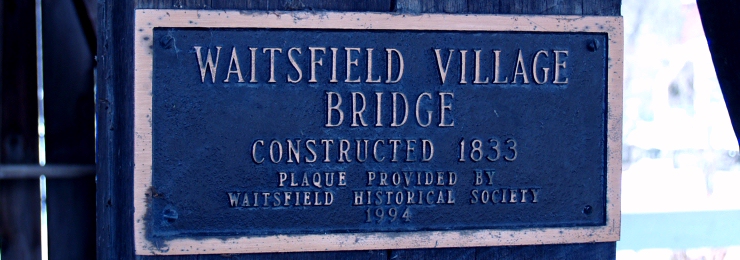 WAITSFIELD VILLAGE
BRIDGE
CONSTRUCTED 1833
PLAQUE PROVIDED BY
WAITSFIELD HISTORICAL SOCIETY
1994